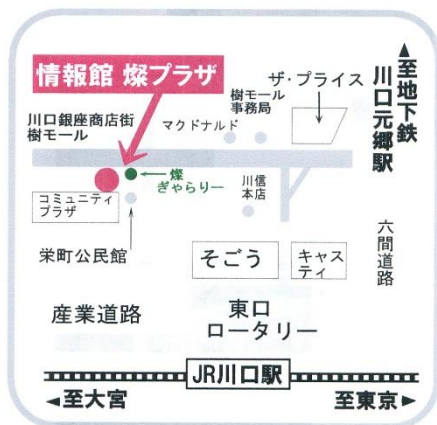 情報館 燦プラザ
ザ・プライス
▲至地下鉄
川口元郷駅
川口銀座商店街
樹モール
マクドナルド
樹モール
事務局
←燦
ぎゃらりー
コミュニティ
プラザ
川信
本店
栄町公民館
そごう
キャス
ティ
六間道路
産業道路
東口
ロータリー
JR川口駅
◀至大宮
至東京▶